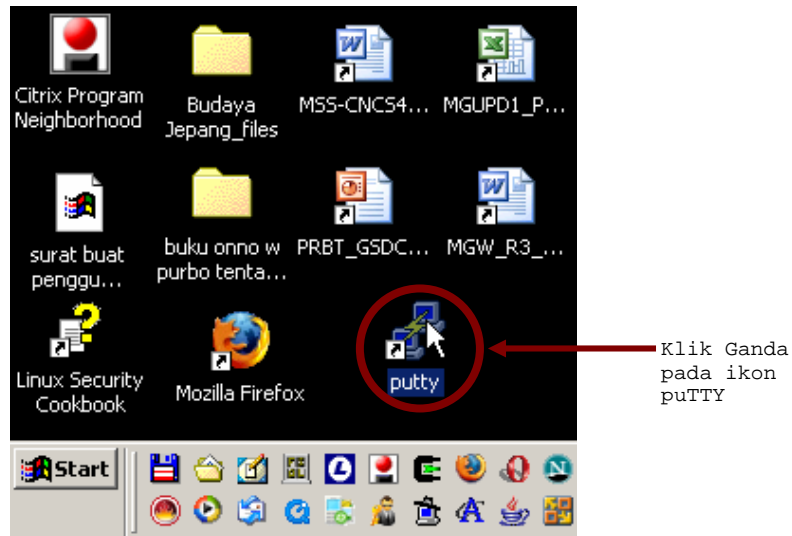 Citrix Program
Neighborhood
Budaya
Jepang_files
MSS-CNCS4...
MGUPD1_P...
surat buat
penggu...
buku onno w
purbo tenta...
PRBT_GSDC...
MGW_R3_...
Linux Security
Cookbook
Mozilla Firefox
putty
Klik Ganda
pada ikon
puTTY
Start